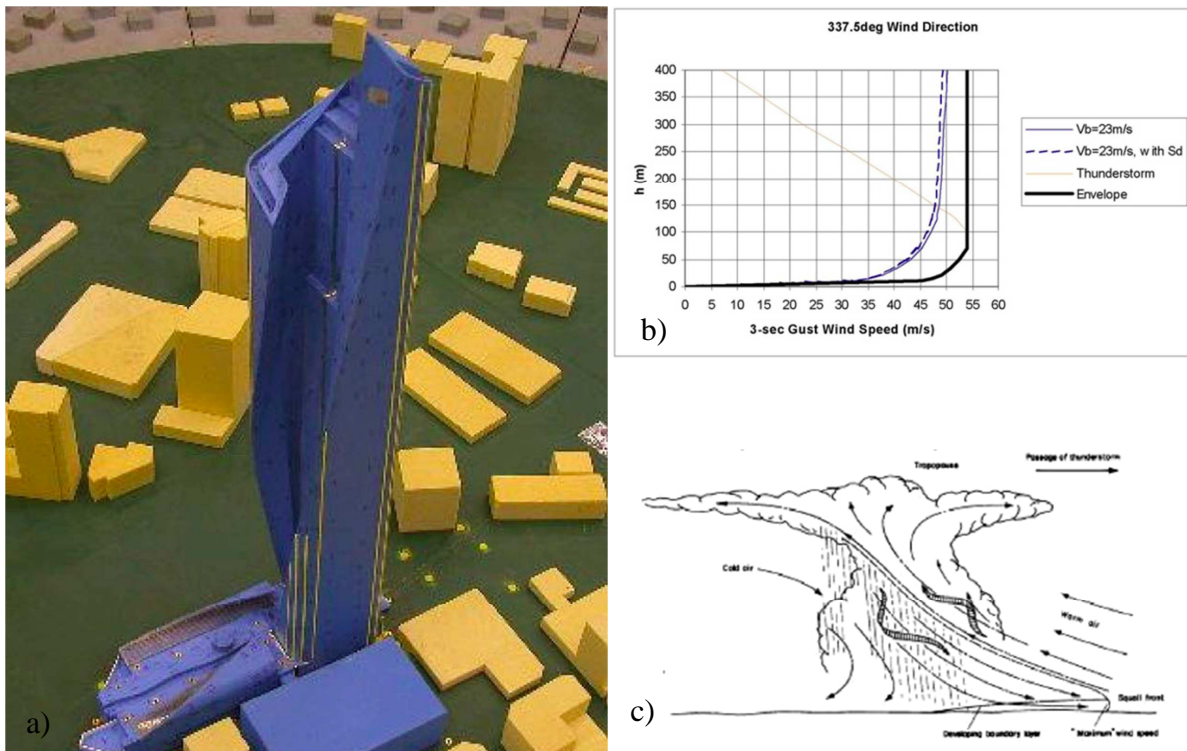 a)
337.5deg Wind Direction
h (m)
400
350
300
250
200
150
100
50
0
0 5 10 15 20 25 30 35 40 45 50 55 60
3-sec Gust Wind Speed (m/s)
Vb=23m/s
Vb=23m/s, with Sd
Thunderstorm
Envelope
b)
Tropopause
Passage of thunderstorm
Cold air
Warm air
Squall front
Developing boundary layer
"Maximum" wind speed
c)